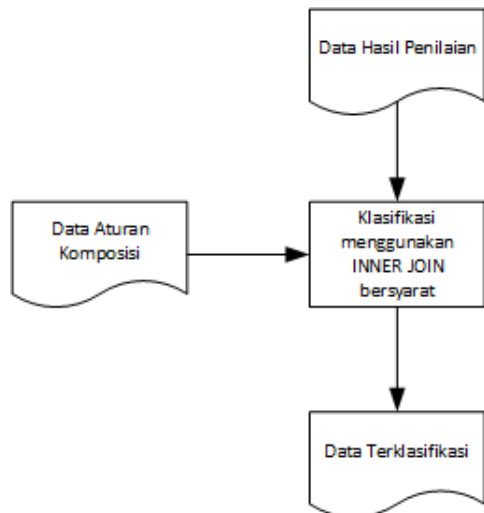 Data Hasil Penilaian
Data Aturan
Komposisi
Klasifikasi
menggunakan
INNER JOIN
bersyarat
Data Terklasifikasi